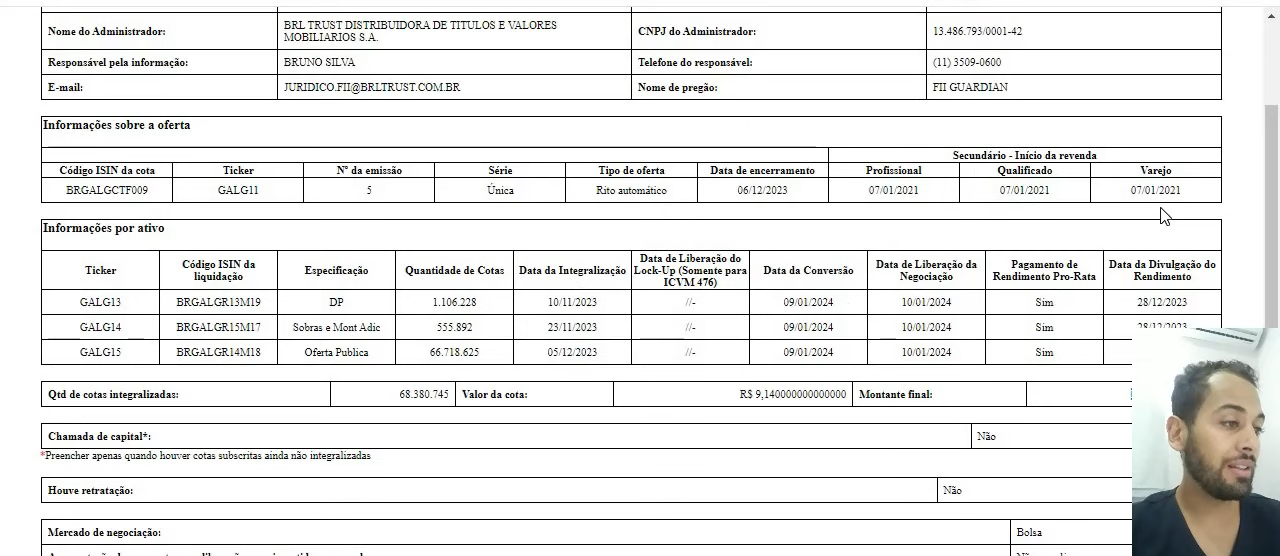 Nome do Administrador: BRL TRUST DISTRIBUIDORA DE TITULOS E VALORES MOBILIARIOS S.A. CNPJ do Administrador: 13.486.793/0001-42
Responsável pela informação: BRUNO SILVA Telefone do responsável: (11) 3509-0600
E-mail: JURIDICO.FII@BRLTRUST.COM.BR Nome de pregão: FII GUARDIAN
Informações sobre a oferta
Secundário - Início da revenda
Código ISIN da cota Ticker Nº da emissão Série Tipo de oferta Data de encerramento Profissional Qualificado Varejo
BRGALGCTF009 GALG11 5 Única Rito automático 06/12/2023 07/01/2021 07/01/2021 07/01/2021
Informações por ativo
Ticker Código ISIN da liquidação Especificação Quantidade de Cotas Data da Integralização Data de Liberação do Lock-Up (Somente para ICVM 476) Data da Conversão Data de Liberação da Negociação Pagamento de Rendimento Pro-Rata Data da Divulgação do Rendimento
GALG13 BRGALGR13M19 DP 1.106.228 10/11/2023 //- 09/01/2024 10/01/2024 Sim 28/12/2023
GALG14 BRGALGR15M17 Sobras e Mont Adic 555.892 23/11/2023 //- 09/01/2024 10/01/2024 Sim 28/12/2023
GALG15 BRGALGR14M18 Oferta Publica 66.718.625 05/12/2023 //- 09/01/2024 10/01/2024 Sim
Qtd de cotas integralizadas: 68.380.745 Valor da cota: R$ 9,140000000000000 Montante final:
Chamada de capital*: Não
*Preencher apenas quando houver cotas subscritas ainda não integralizadas
Houve retratação: Não
Mercado de negociação: Bolsa